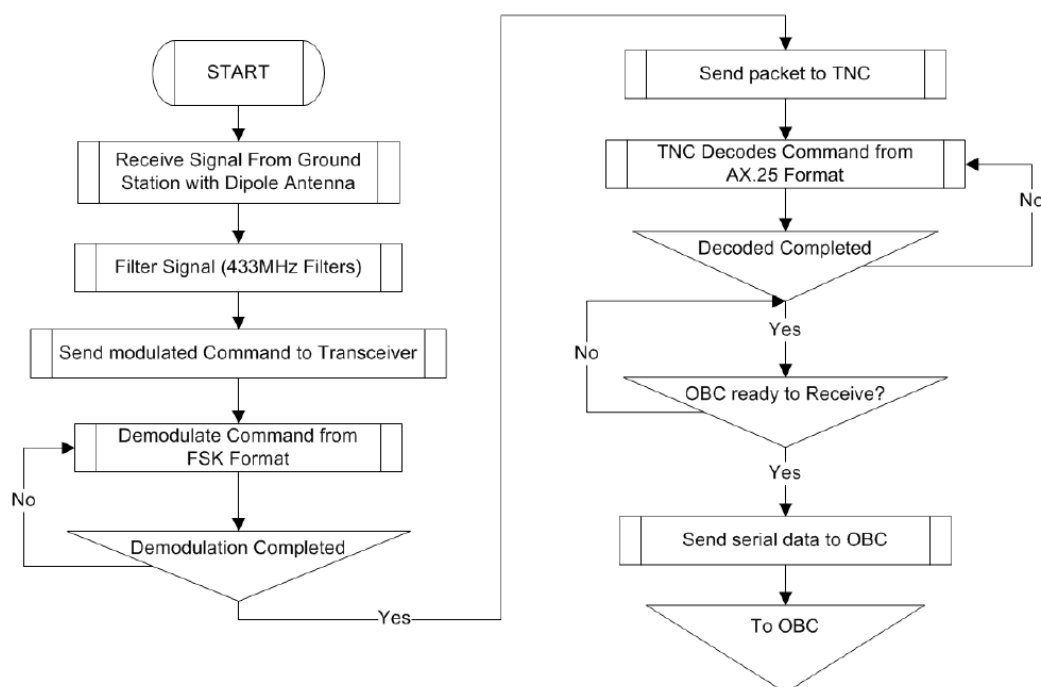 START
Receive Signal From Ground
Station with Dipole Antenna
Filter Signal (433MHz Filters)
Send modulated Command to Transceiver
Demodulate Command from
FSK Format
No
Demodulation Completed
Yes
Send packet to TNC
TNC Decodes Command from
AX.25 Format
No
Decoded Completed
Yes
No
OBC ready to Receive?
Yes
Send serial data to OBC
To OBC